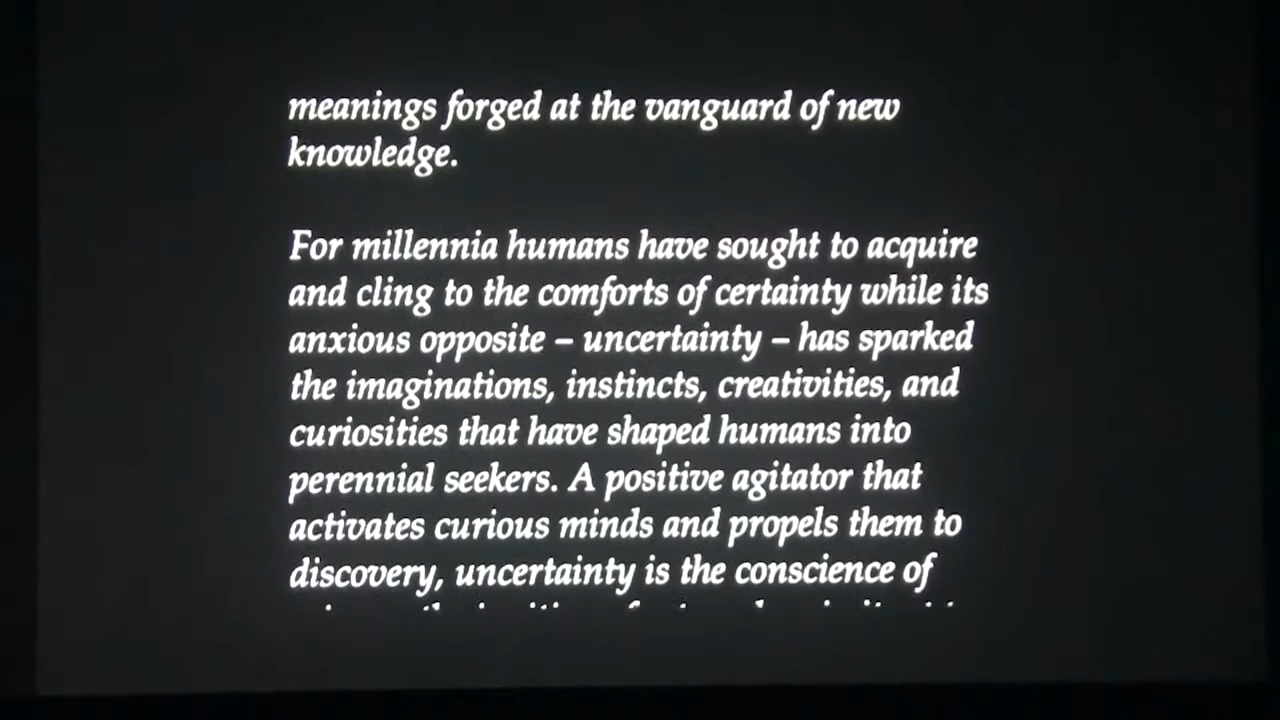 meanings forged at the vanguard of new
knowledge.
For millennia humans have sought to acquire
and cling to the comforts of certainty while its
anxious opposite – uncertainty – has sparked
the imaginations, instincts, creativities, and
curiosities that have shaped humans into
perennial seekers. A positive agitator that
activates curious minds and propels them to
discovery, uncertainty is the conscience of